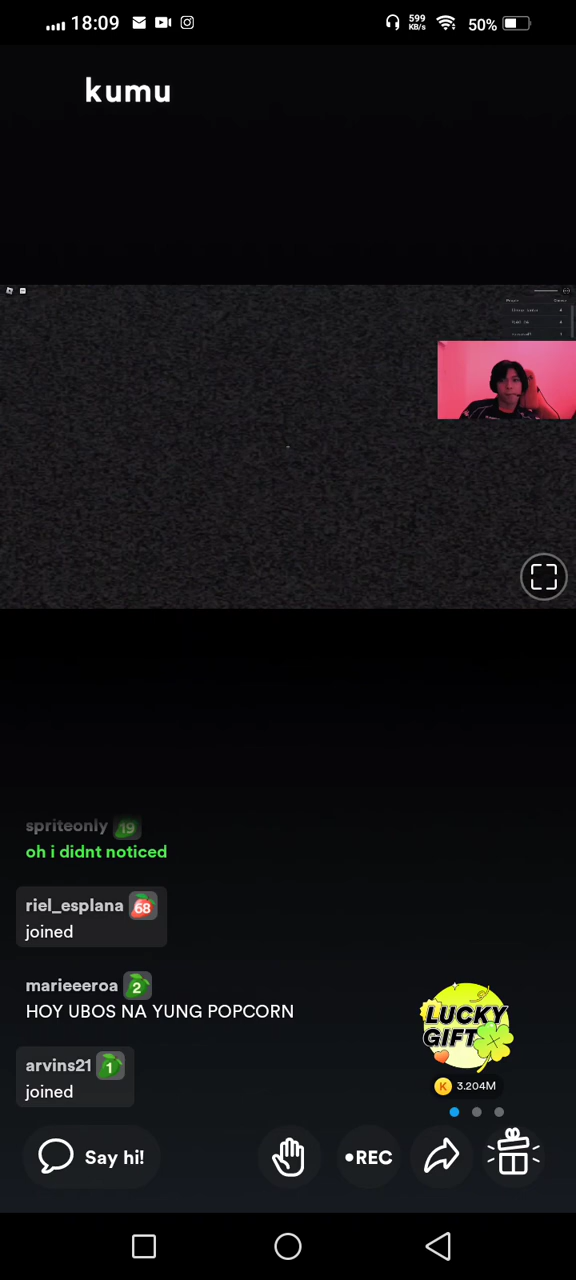 18:09
599
KB/s
50%
kumu
spriteonly 19
oh i didnt noticed
riel_esplana 68
joined
marieeeroa 2
HOY UBOS NA YUNG POPCORN
arvins21 1
joined
LUCKY
GIFT
K 3.204M
Say hi!
•REC